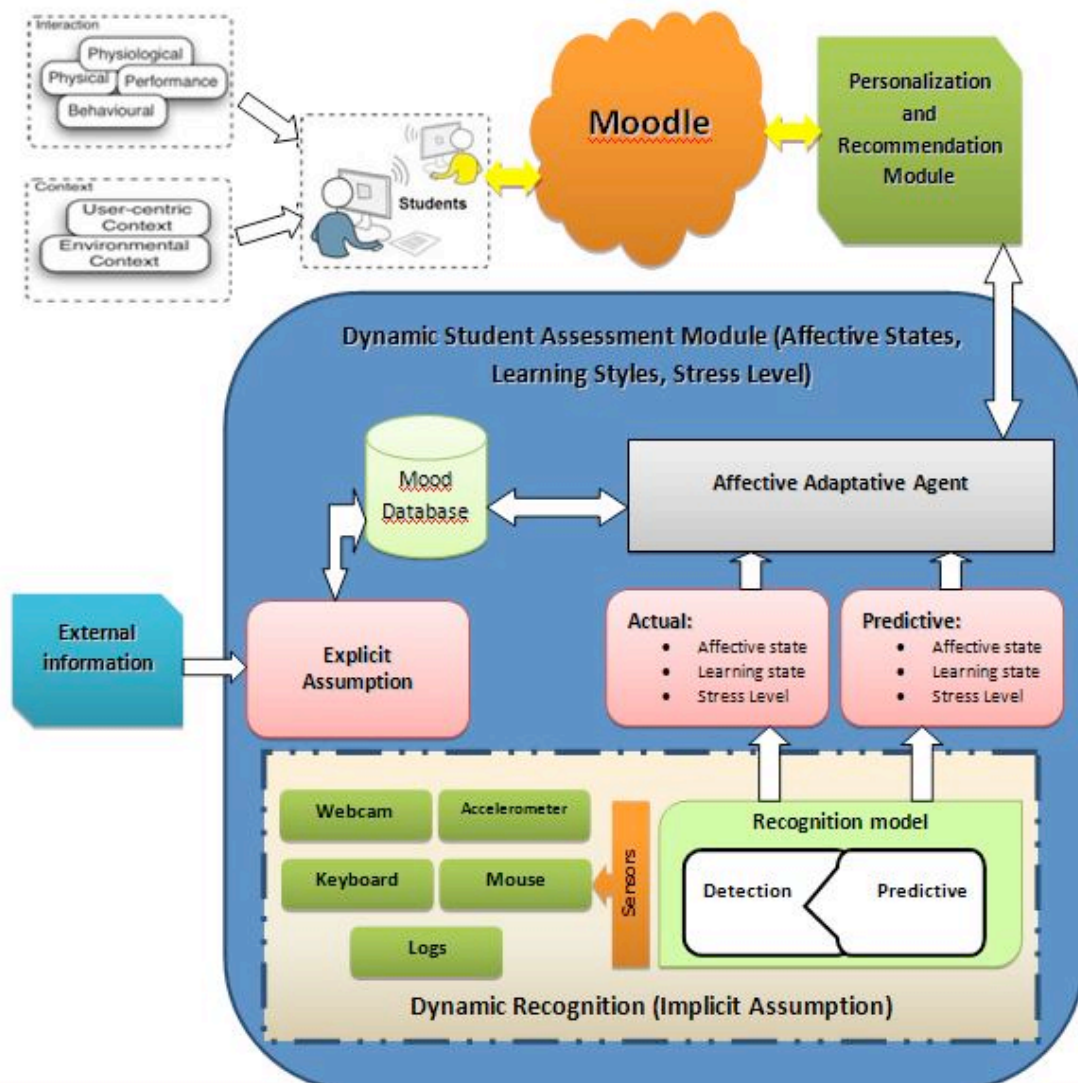 Interaction
Physiological
Physical
Performance
Behavioural
Context
User-centric
Context
Environmental
Context
Students
Moodle
Personalization
and
Recommendation
Module
Dynamic Student Assessment Module (Affective States,
Learning Styles, Stress Level)
Mood
Database
Affective Adaptative Agent
External
information
Explicit
Assumption
Actual:
• Affective state
• Learning state
• Stress Level
Predictive:
• Affective state
• Learning state
• Stress Level
Webcam
Accelerometer
Keyboard
Mouse
Logs
Sensors
Recognition model
Detection
Predictive
Dynamic Recognition (Implicit Assumption)